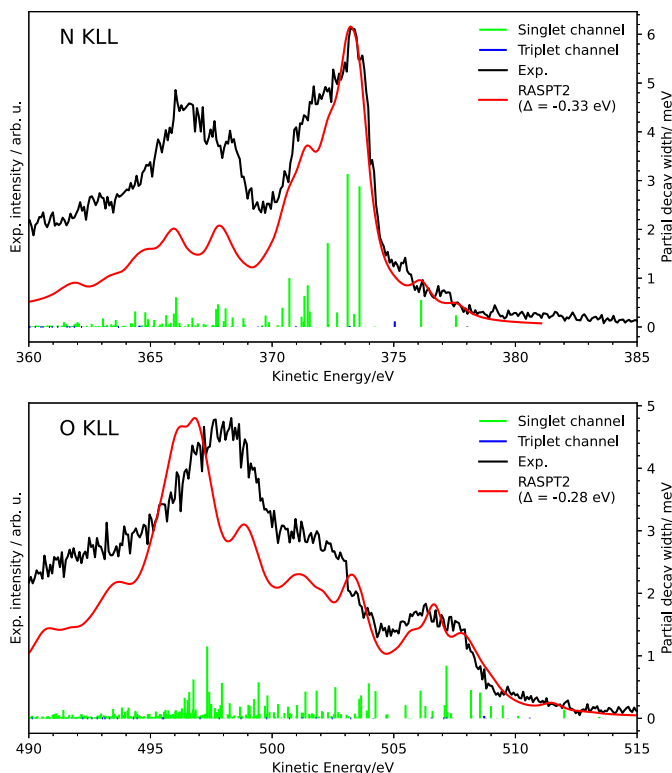 N KLL
Singlet channel
Triplet channel
Exp.
RASPT2
(Δ = -0.33 eV)
Exp. intensity / arb. u.
Partial decay width/ meV
0
1
2
3
4
5
6
360
365
370
375
380
385
Kinetic Energy/eV
O KLL
Singlet channel
Triplet channel
Exp.
RASPT2
(Δ = -0.28 eV)
Exp. intensity / arb. u.
Partial decay width/ meV
0
1
2
3
4
5
490
495
500
505
510
515
Kinetic Energy/eV